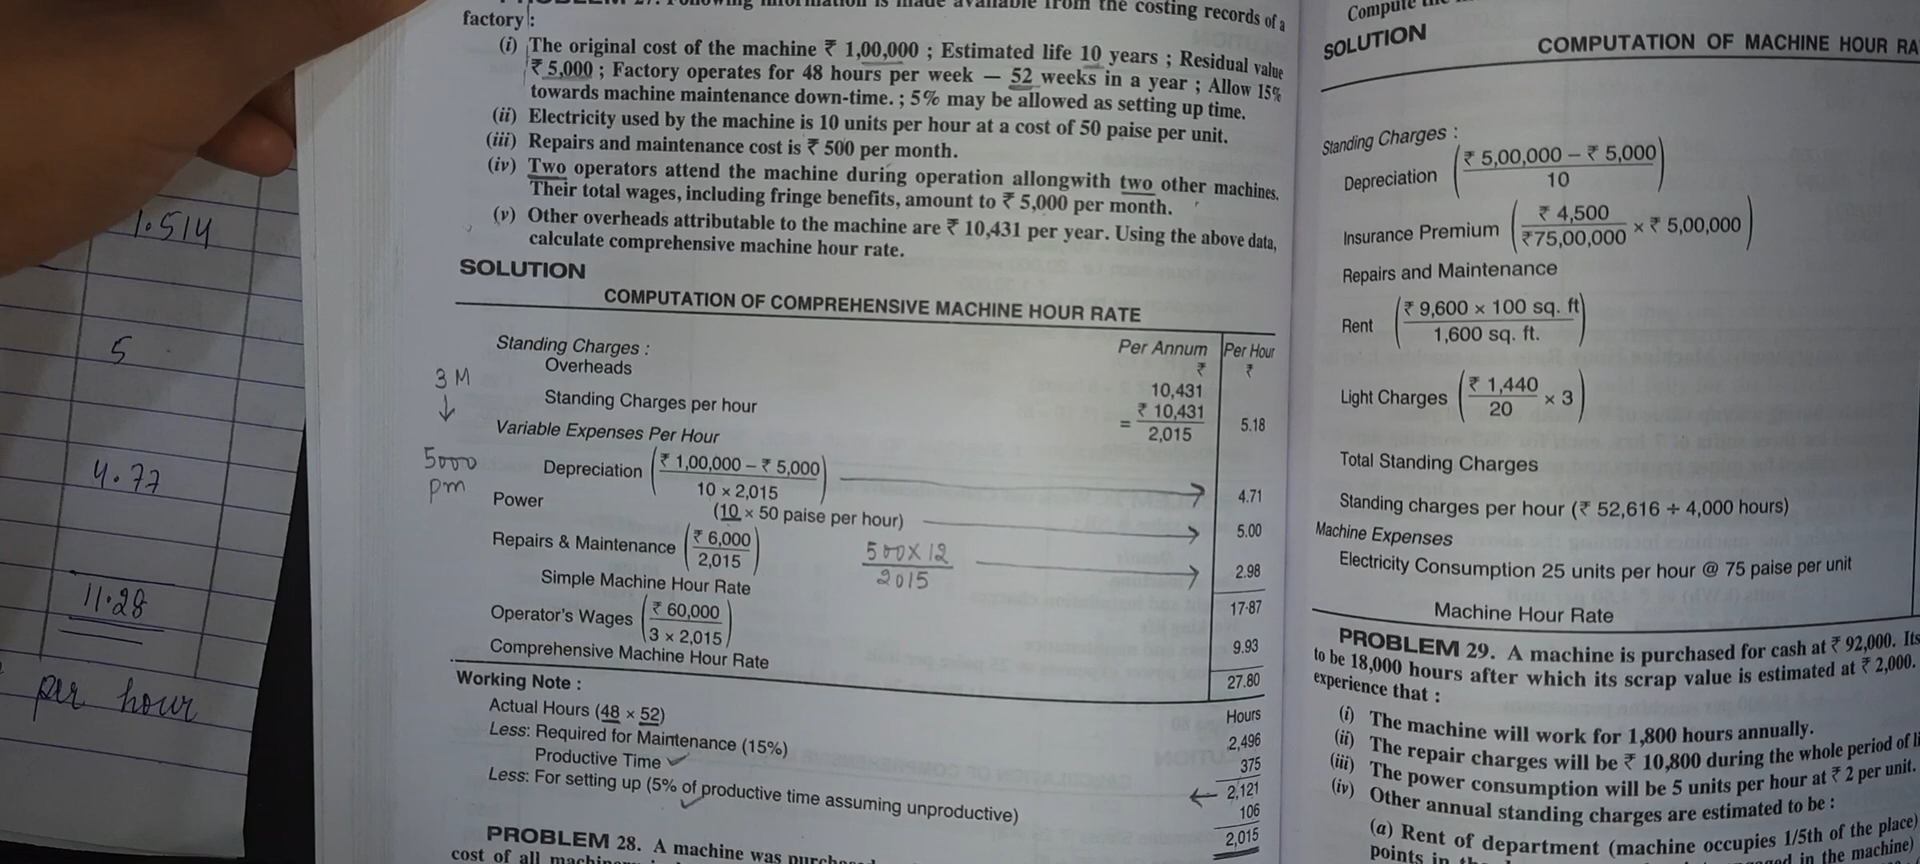 1.514
5
4.77
11.28
per hour
the costing records of a
factory :
(i) The original cost of the machine ₹ 1,00,000 ; Estimated life 10 years ; Residual value
₹ 5,000 ; Factory operates for 48 hours per week — 52 weeks in a year ; Allow 15%
towards machine maintenance down-time. ; 5% may be allowed as setting up time.
(ii) Electricity used by the machine is 10 units per hour at a cost of 50 paise per unit.
(iii) Repairs and maintenance cost is ₹ 500 per month.
(iv) Two operators attend the machine during operation allongwith two other machines.
Their total wages, including fringe benefits, amount to ₹ 5,000 per month.
(v) Other overheads attributable to the machine are ₹ 10,431 per year. Using the above data,
calculate comprehensive machine hour rate.
SOLUTION
COMPUTATION OF COMPREHENSIVE MACHINE HOUR RATE
Per Annum Per Hour
₹ ₹
Standing Charges :
Overheads 10,431
3 M
Standing Charges per hour = ₹ 10,431 / 2,015 5.18
Variable Expenses Per Hour
5000
pm
Depreciation (₹ 1,00,000 – ₹ 5,000 / 10 × 2,015) 4.71
Power (10 × 50 paise per hour) 5.00
Repairs & Maintenance (₹ 6,000 / 2,015) 500X12 / 2015 2.98
Simple Machine Hour Rate 17·87
Operator's Wages (₹ 60,000 / 3 × 2,015) 9.93
Comprehensive Machine Hour Rate 27.80
Working Note :
Hours
Actual Hours (48 × 52) 2,496
Less: Required for Maintenance (15%) 375
Productive Time 2,121
Less: For setting up (5% of productive time assuming unproductive) 106
2,015
PROBLEM 28. A machine was
cost of all
Compute
SOLUTION
COMPUTATION OF MACHINE HOUR RA
Standing Charges :
Depreciation (₹ 5,00,000 – ₹ 5,000 / 10)
Insurance Premium (₹ 4,500 / ₹75,00,000 × ₹ 5,00,000)
Repairs and Maintenance
Rent (₹ 9,600 × 100 sq. ft / 1,600 sq. ft.)
Light Charges (₹ 1,440 / 20 × 3)
Total Standing Charges
Standing charges per hour (₹ 52,616 ÷ 4,000 hours)
Machine Expenses
Electricity Consumption 25 units per hour @ 75 paise per unit
Machine Hour Rate
PROBLEM 29. A machine is purchased for cash at ₹ 92,000. Its
to be 18,000 hours after which its scrap value is estimated at ₹ 2,000.
experience that :
(i) The machine will work for 1,800 hours annually.
(ii) The repair charges will be ₹ 10,800 during the whole period of
(iii) The power consumption will be 5 units per hour at ₹ 2 per unit.
(iv) Other annual standing charges are estimated to be :
(a) Rent of department (machine occupies 1/5th of the place)
points in in the machine)